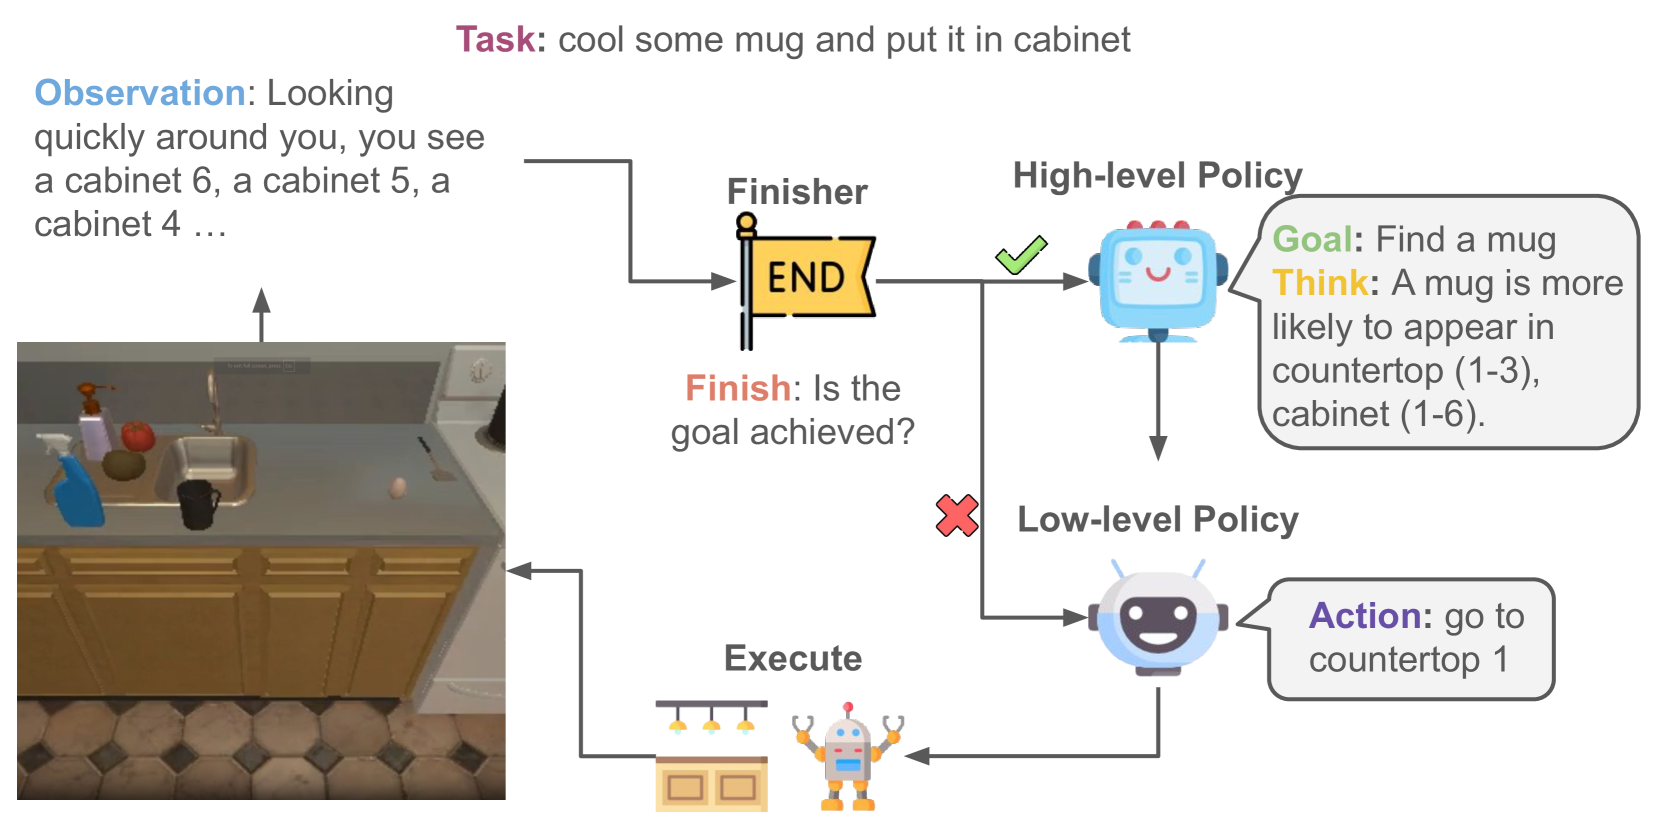 Task: cool some mug and put it in cabinet
Observation: Looking
quickly around you, you see
a cabinet 6, a cabinet 5, a
cabinet 4 …
Finisher
END
Finish: Is the
goal achieved?
High-level Policy
Goal: Find a mug
Think: A mug is more
likely to appear in
countertop (1-3),
cabinet (1-6).
Low-level Policy
Action: go to
countertop 1
Execute